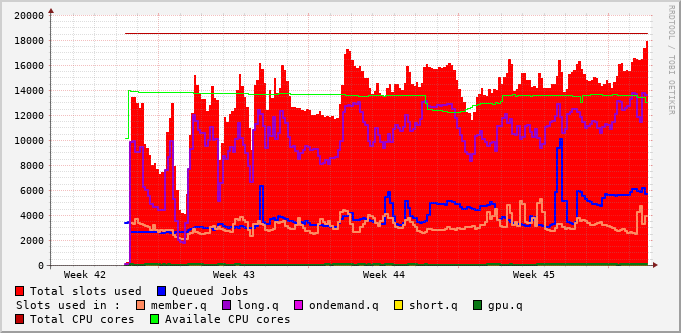 20000
18000
16000
14000
12000
10000
8000
6000
4000
2000
0
Week 42 Week 43 Week 44 Week 45
RRDTOOL / TOBI OETIKER
Total slots used Queued Jobs
Slots used in : member.q long.q ondemand.q short.q gpu.q
Total CPU cores Availale CPU cores